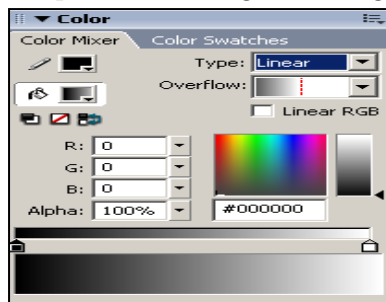 Color
Color Mixer Color Swatches
Type: Linear
Overflow:
Linear RGB
R: 0
G: 0
B: 0
Alpha: 100% #000000